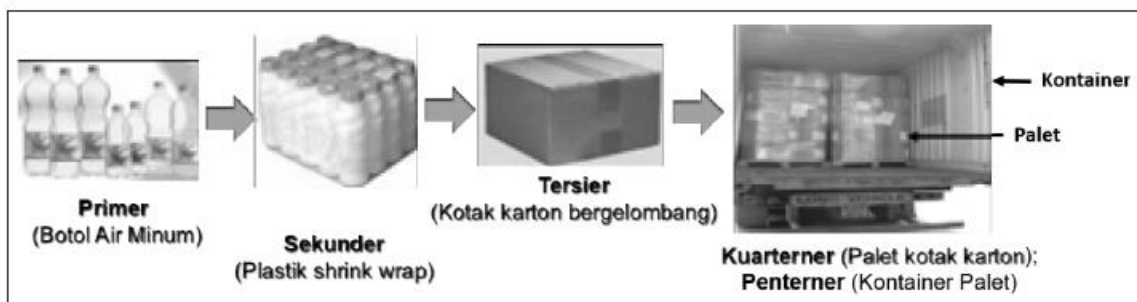 Primer
(Botol Air Minum)
Sekunder
(Plastik shrink wrap)
Tersier
(Kotak karton bergelombang)
Kontainer
Palet
Kuarterner (Palet kotak karton);
Penterner (Kontainer Palet)